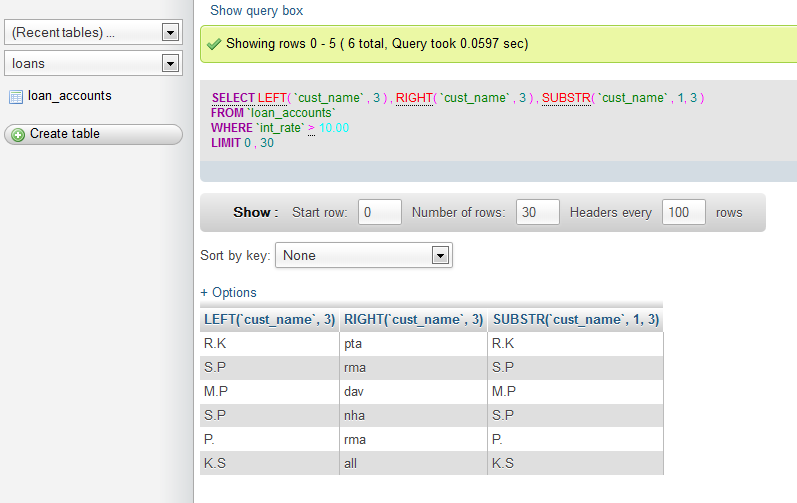 Show query box
(Recent tables) ...
Showing rows 0 - 5 ( 6 total, Query took 0.0597 sec)
loans
loan_accounts
Create table
SELECT LEFT( `cust_name` , 3 ) , RIGHT( `cust_name` , 3 ) , SUBSTR( `cust_name` , 1, 3 )
FROM `loan_accounts`
WHERE `int_rate` > 10.00
LIMIT 0 , 30
Show : Start row: 0 Number of rows: 30 Headers every 100 rows
Sort by key: None
+ Options
LEFT(`cust_name`, 3) RIGHT(`cust_name`, 3) SUBSTR(`cust_name`, 1, 3)
R.K pta R.K
S.P rma S.P
M.P dav M.P
S.P nha S.P
P. rma P.
K.S all K.S